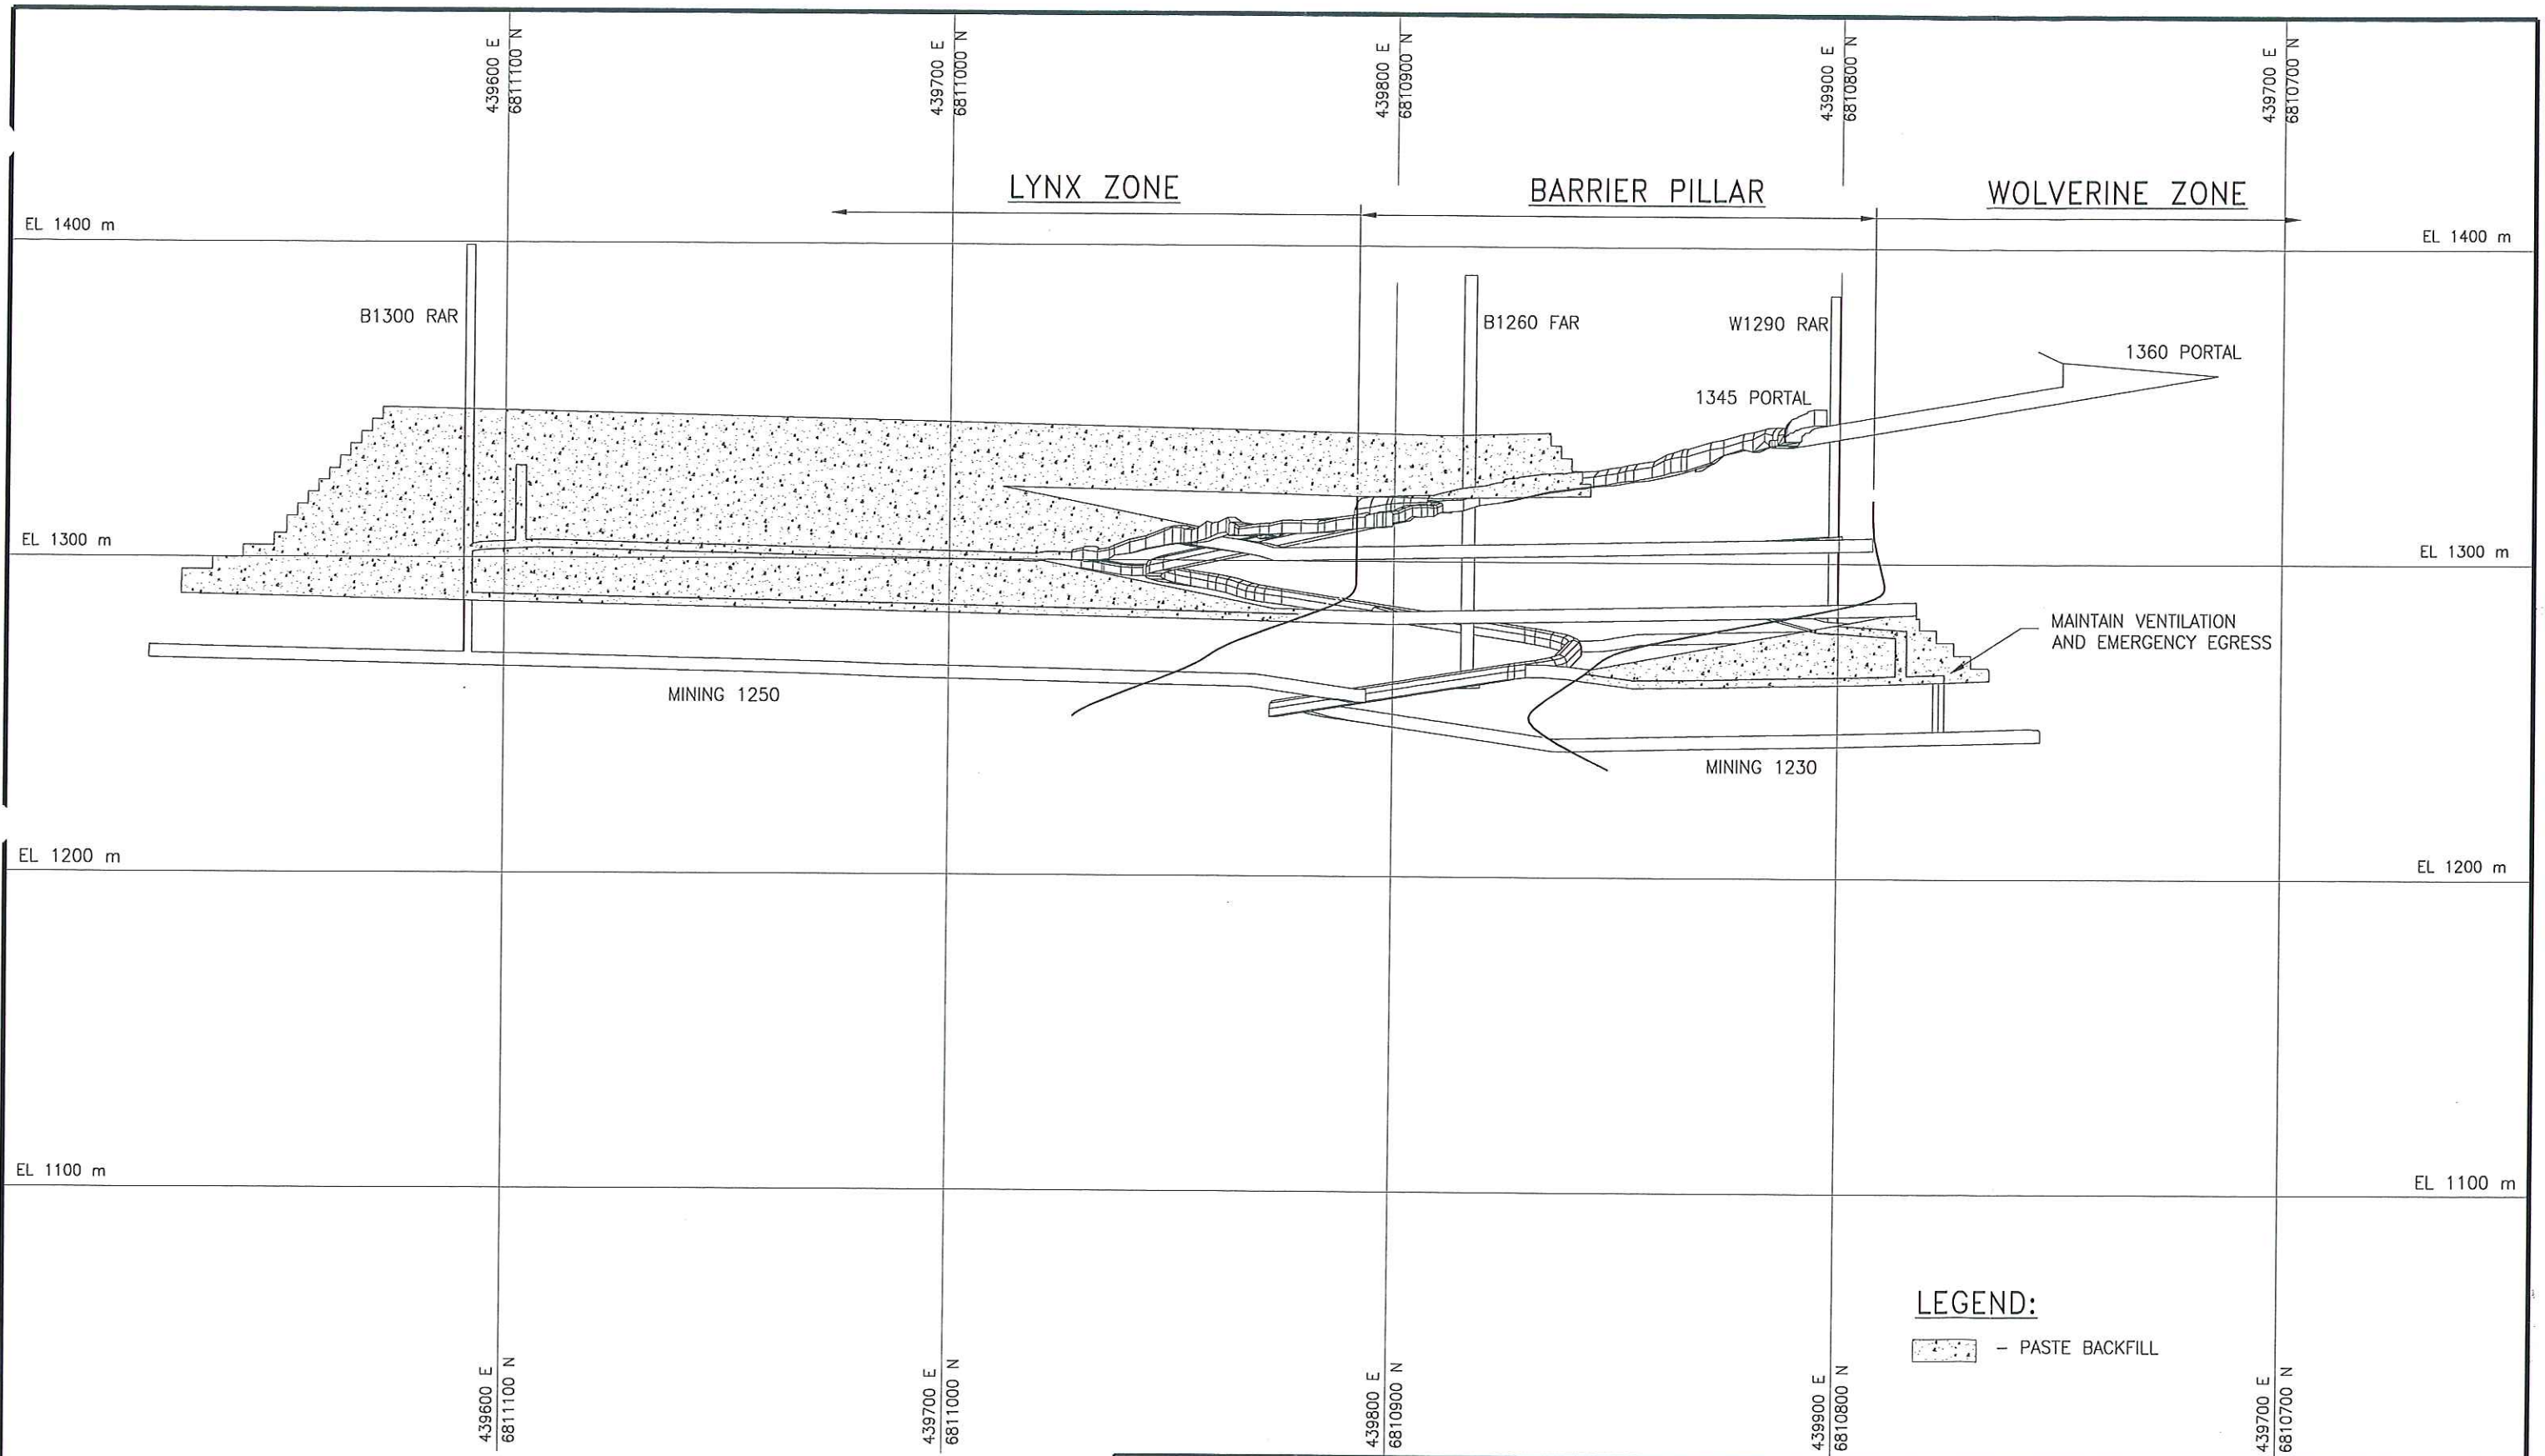 439600 E
6811100 N
439700 E
6811000 N
439800 E
6810900 N
439900 E
6810800 N
439700 E
6810700 N
LYNX ZONE
BARRIER PILLAR
WOLVERINE ZONE
EL 1400 m
EL 1400 m
B1300 RAR
B1260 FAR
W1290 RAR
1360 PORTAL
1345 PORTAL
EL 1300 m
EL 1300 m
MAINTAIN VENTILATION
AND EMERGENCY EGRESS
MINING 1250
MINING 1230
EL 1200 m
EL 1200 m
EL 1100 m
EL 1100 m
LEGEND:
- PASTE BACKFILL
439600 E
6811100 N
439700 E
6811000 N
439800 E
6810900 N
439900 E
6810800 N
439700 E
6810700 N